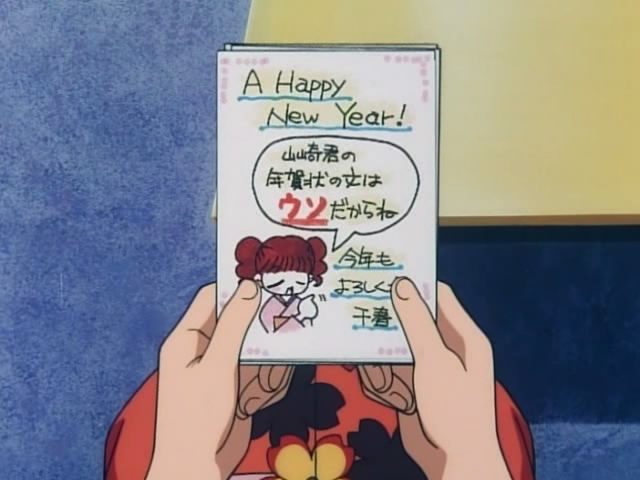 A Happy
New Year!
山崎君の
年賀状の文は
ウソだからね
今年も
よろしく
千春